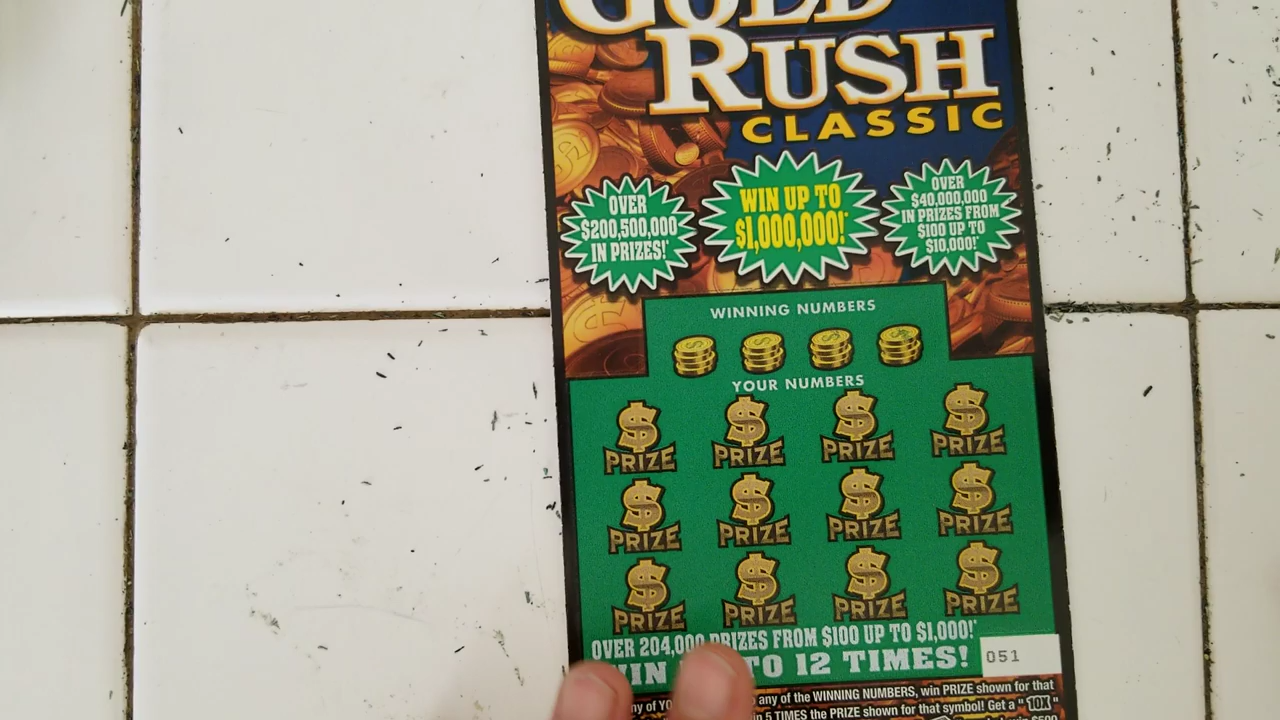 GOLD
RUSH
CLASSIC
OVER
$200,500,000
IN PRIZES!*
WIN UP TO
$1,000,000!*
OVER
$40,000,000
IN PRIZES FROM
$100 UP TO
$10,000!*
WINNING NUMBERS
YOUR NUMBERS
PRIZE PRIZE PRIZE PRIZE
PRIZE PRIZE PRIZE PRIZE
PRIZE PRIZE PRIZE PRIZE
OVER 204,000 PRIZES FROM $100 UP TO $1,000!*
WIN TO 12 TIMES!
051
any of the WINNING NUMBERS, win PRIZE shown for that
5 TIMES the PRIZE shown for that symbol! Get a "10X"